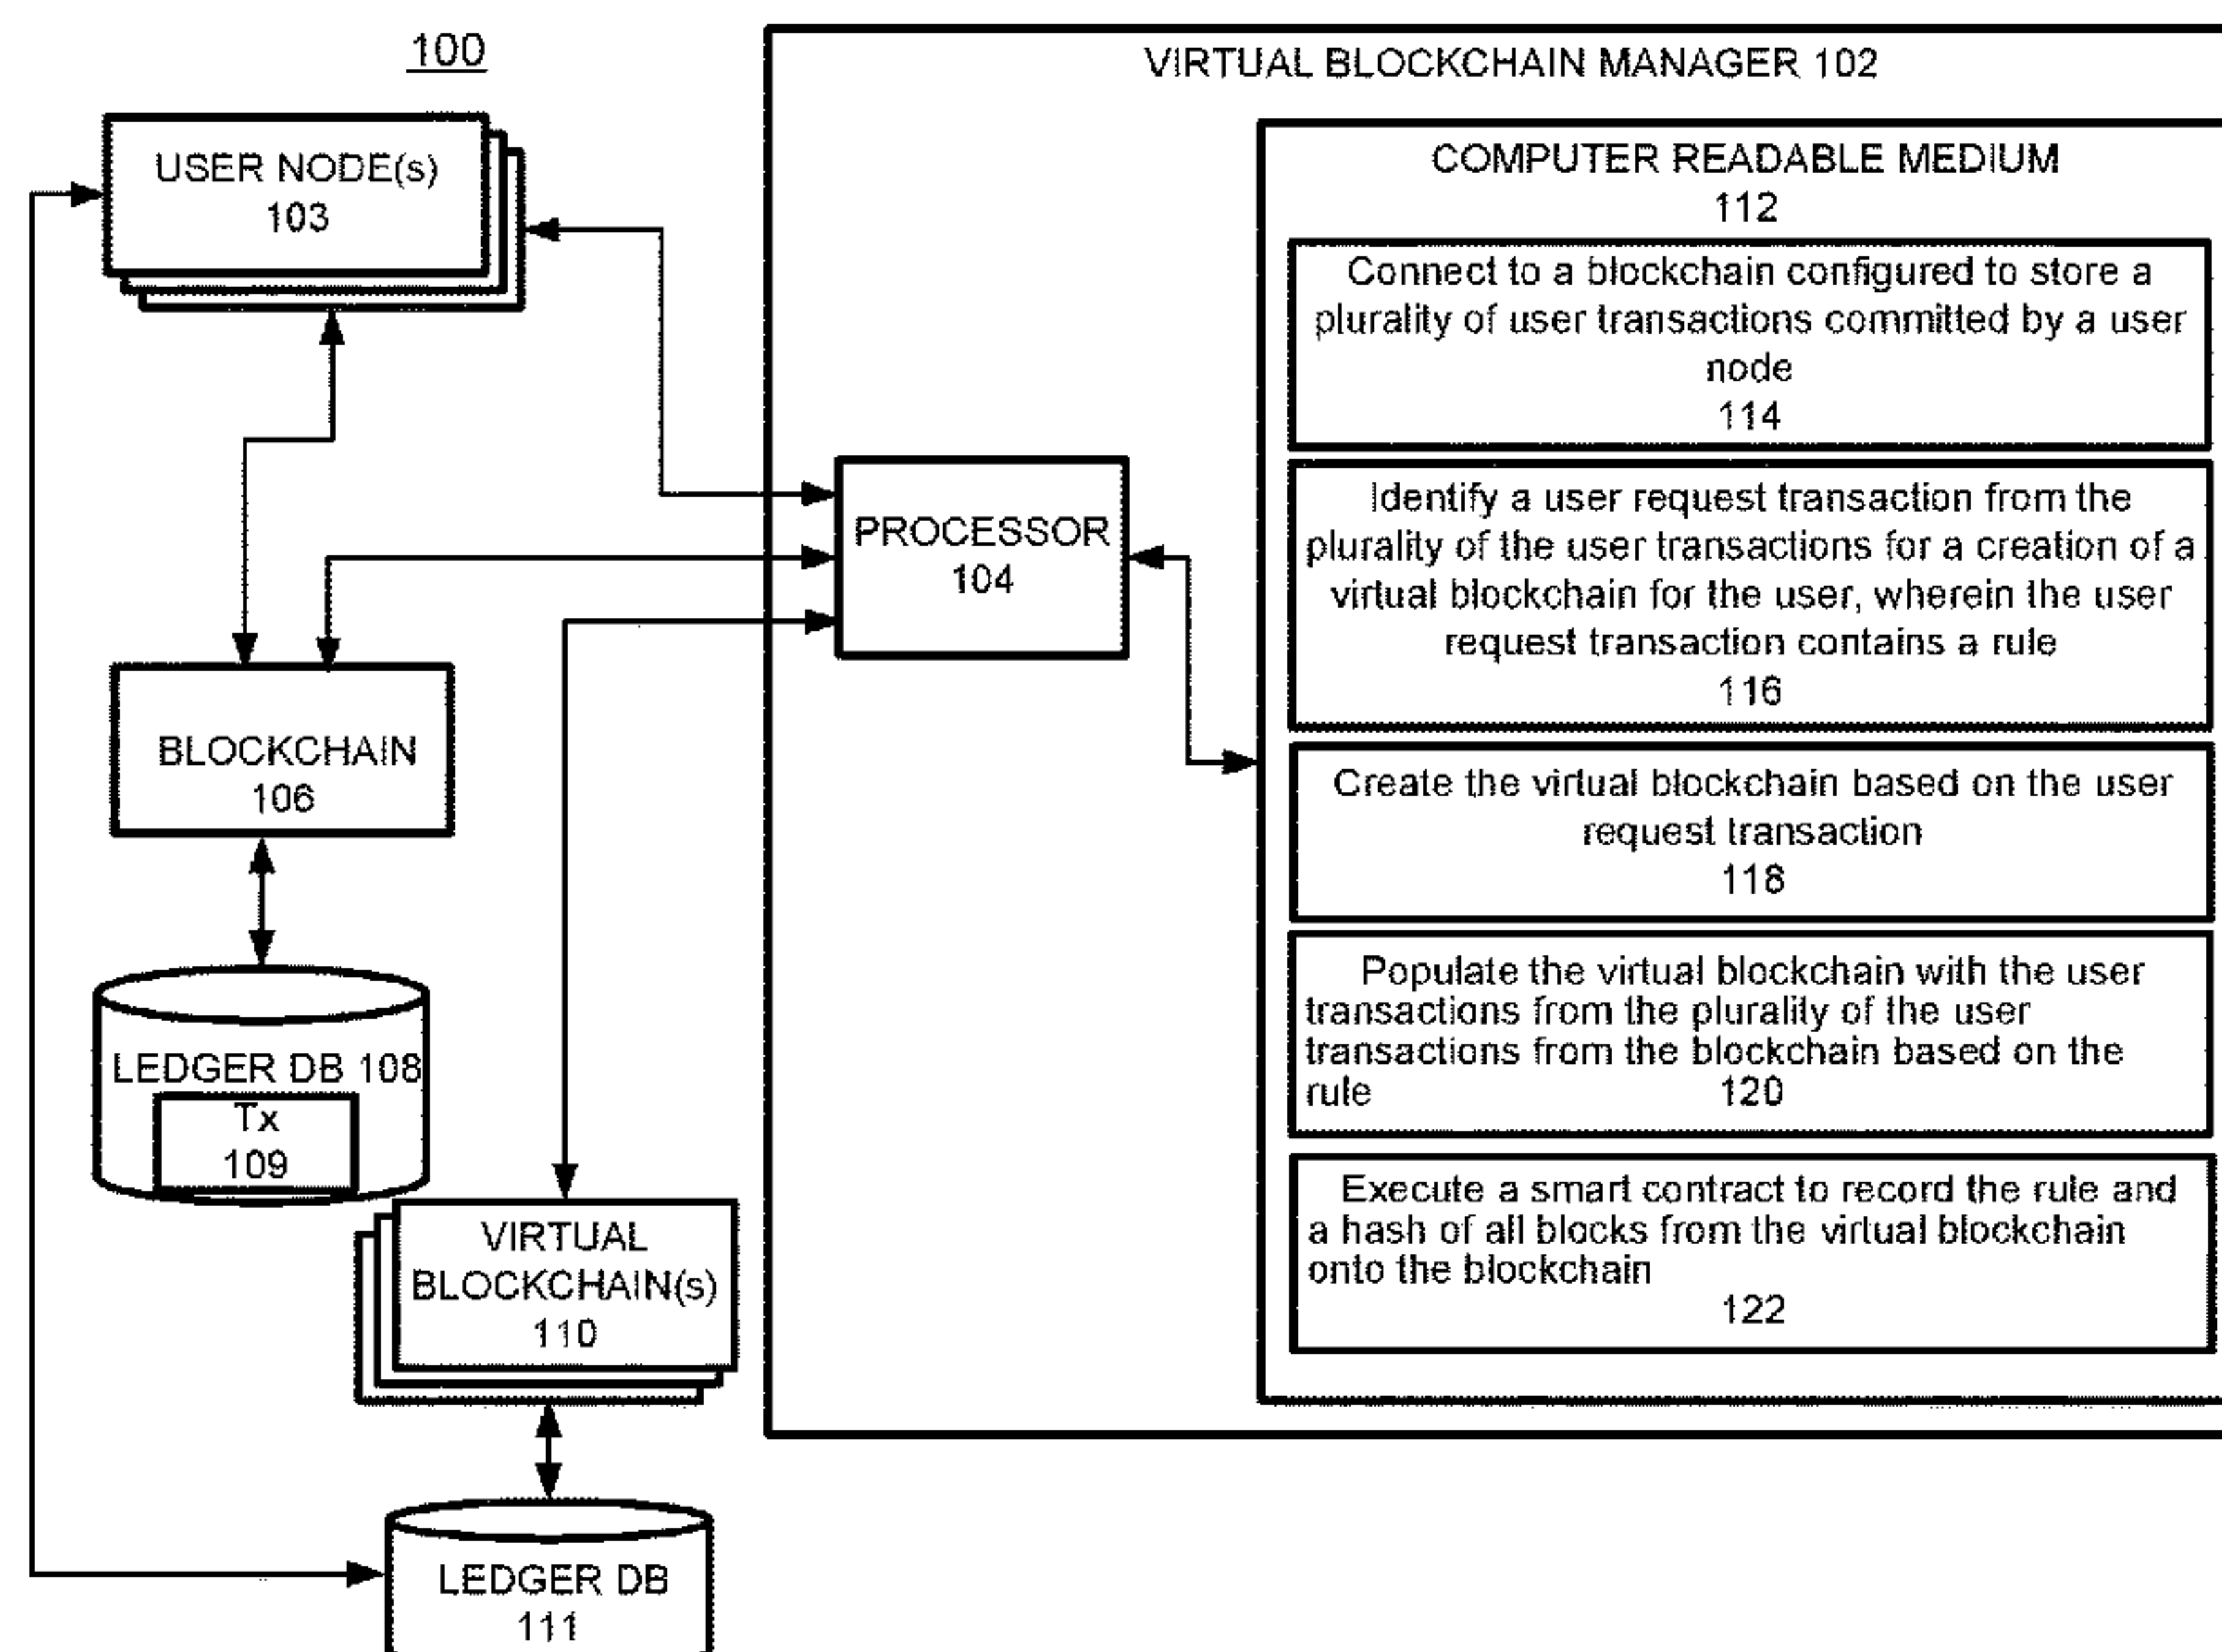 100
USER NODE(s)
103
BLOCKCHAIN
106
LEDGER DB 108
Tx
109
VIRTUAL
BLOCKCHAIN(s)
110
LEDGER DB
111
VIRTUAL BLOCKCHAIN MANAGER 102
PROCESSOR
104
COMPUTER READABLE MEDIUM
112
Connect to a blockchain configured to store a
plurality of user transactions committed by a user
node
114
Identify a user request transaction from the
plurality of the user transactions for a creation of a
virtual blockchain for the user, wherein the user
request transaction contains a rule
116
Create the virtual blockchain based on the user
request transaction
118
Populate the virtual blockchain with the user
transactions from the plurality of the user
transactions from the blockchain based on the
rule 120
Execute a smart contract to record the rule and
a hash of all blocks from the virtual blockchain
onto the blockchain
122